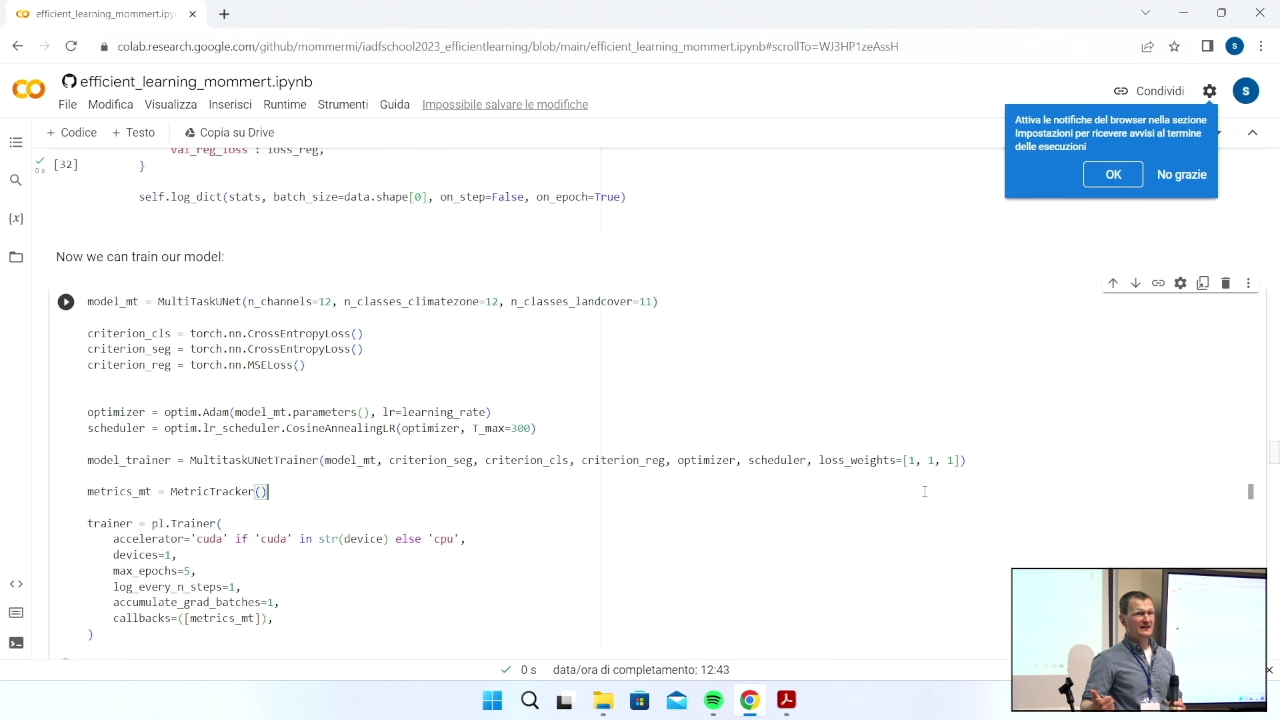 efficient_learning_mommert.ipy
colab.research.google.com/github/mommermi/iadfschool2023_efficientlearning/blob/main/efficient_learning_mommert.ipynb#scrollTo=WJ3HP1zeAssH
S
efficient_learning_mommert.ipynb
File Modifica Visualizza Inserisci Runtime Strumenti Guida Impossibile salvare le modifiche
Condividi
S
+ Codice + Testo Copia su Drive
Attiva le notifiche del browser nella sezione
Impostazioni per ricevere avvisi al termine
delle esecuzioni
OK No grazie
{x}
[32]
0 s
val_reg_loss : loss_reg,
}
self.log_dict(stats, batch_size=data.shape[0], on_step=False, on_epoch=True)
Now we can train our model:
model_mt = MultiTaskUNet(n_channels=12, n_classes_climatezone=12, n_classes_landcover=11)
criterion_cls = torch.nn.CrossEntropyLoss()
criterion_seg = torch.nn.CrossEntropyLoss()
criterion_reg = torch.nn.MSELoss()
optimizer = optim.Adam(model_mt.parameters(), lr=learning_rate)
scheduler = optim.lr_scheduler.CosineAnnealingLR(optimizer, T_max=300)
model_trainer = MultitaskUNetTrainer(model_mt, criterion_seg, criterion_cls, criterion_reg, optimizer, scheduler, loss_weights=[1, 1, 1])
metrics_mt = MetricTracker()
trainer = pl.Trainer(
accelerator='cuda' if 'cuda' in str(device) else 'cpu',
devices=1,
max_epochs=5,
log_every_n_steps=1,
accumulate_grad_batches=1,
callbacks=([metrics_mt]),
)
0 s data/ora di completamento: 12:43